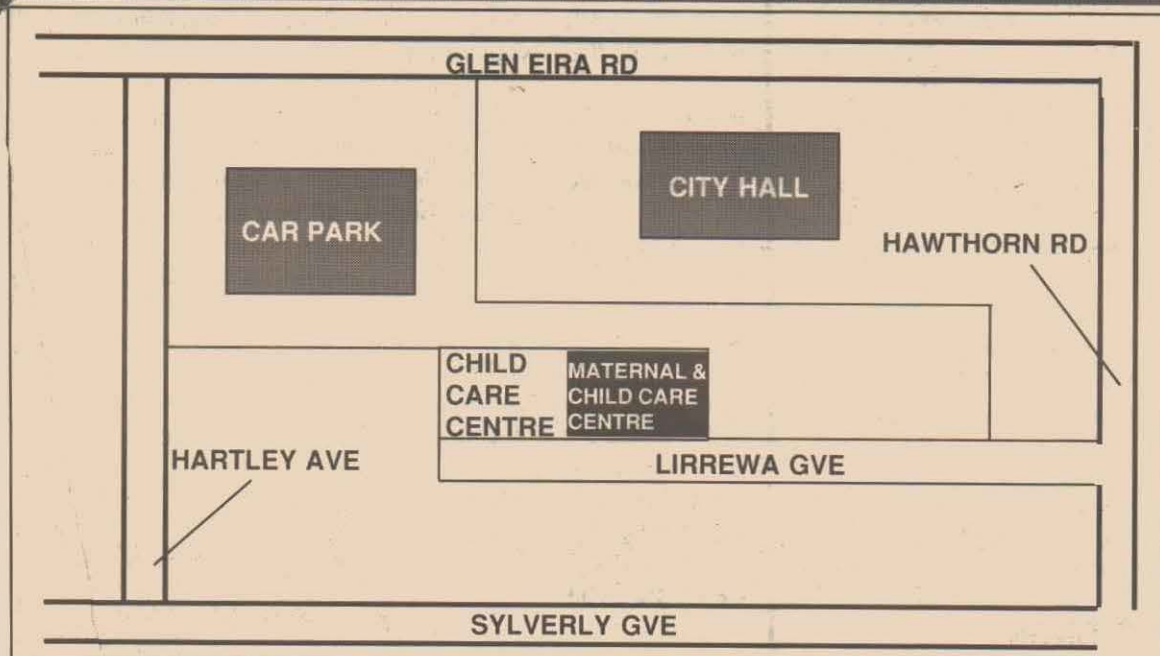 GLEN EIRA RD
CITY HALL
CAR PARK
HAWTHORN RD
CHILD
CARE
CENTRE
MATERNAL &
CHILD CARE
CENTRE
HARTLEY AVE
LIRREWA GVE
SYLVERLY GVE